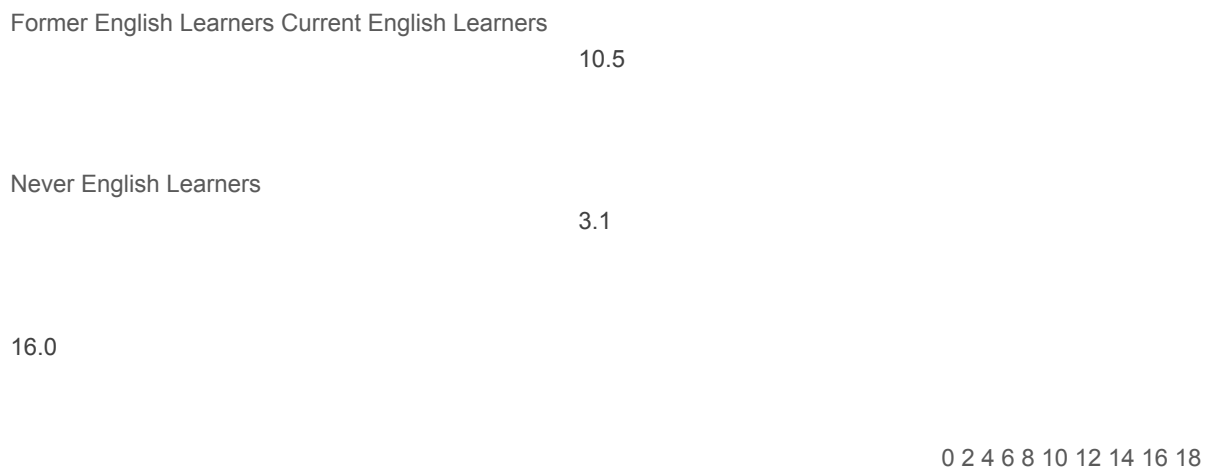 Former English Learners Current English Learners
10.5
Never English Learners
3.1
16.0
0 2 4 6 8 10 12 14 16 18